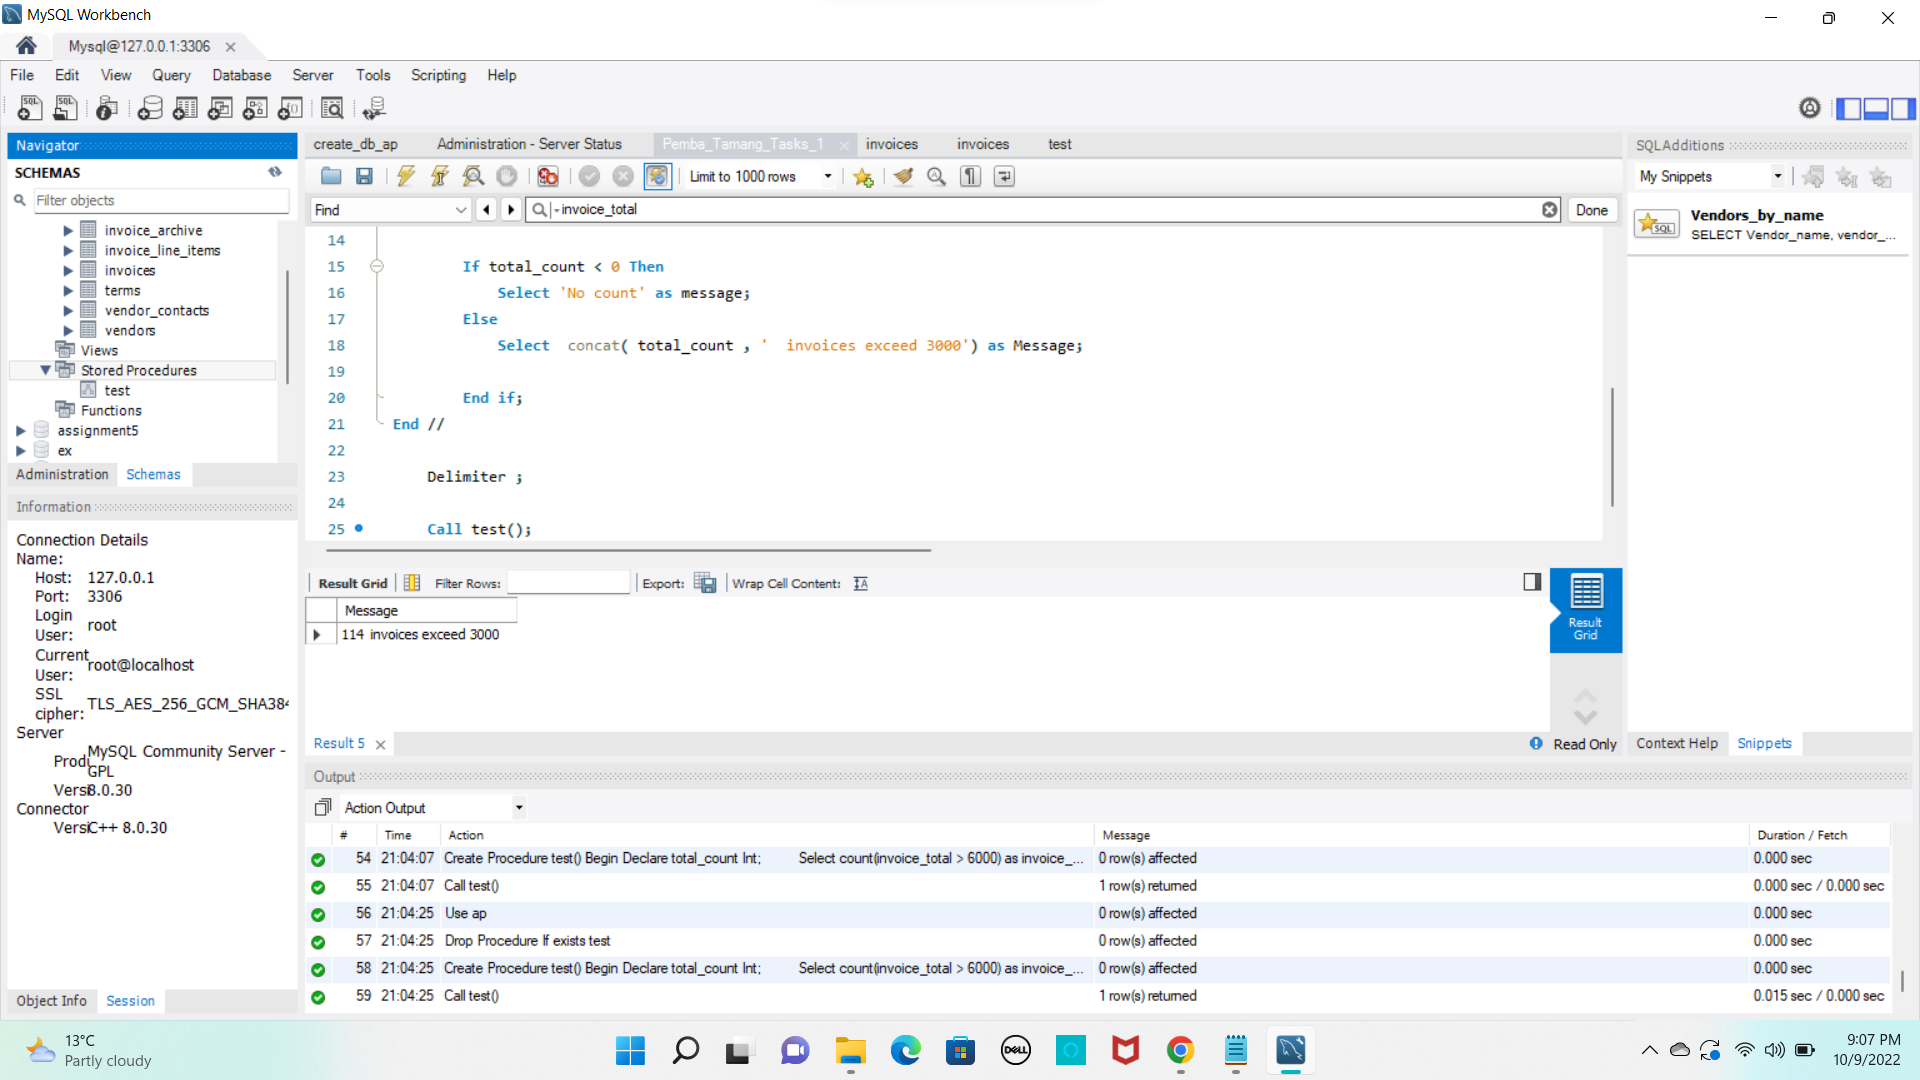 MySQL Workbench
Mysql@127.0.0.1:3306
File Edit View Query Database Server Tools Scripting Help
Navigator
SCHEMAS
Filter objects
invoice_archive
invoice_line_items
invoices
terms
vendor_contacts
vendors
Views
Stored Procedures
test
Functions
assignment5
ex
Administration Schemas
Information
Connection Details
Name:
Host: 127.0.0.1
Port: 3306
Login User: root
Current User: root@localhost
SSL cipher: TLS_AES_256_GCM_SHA384
Server
Produ MySQL Community Server - GPL
Versi 8.0.30
Connector
Versi C++ 8.0.30
Object Info Session
create_db_ap Administration - Server Status Pemba_Tamang_Tasks_1 invoices invoices test
Limit to 1000 rows
Find invoice_total Done
14
15 If total_count < 0 Then
16 Select 'No count' as message;
17 Else
18 Select concat( total_count , ' invoices exceed 3000') as Message;
19
20 End if;
21 End //
22
23 Delimiter ;
24
25 Call test();
Result Grid Filter Rows: Export: Wrap Cell Content:
Message
114 invoices exceed 3000
Result Grid
Result 5 Read Only
Output
Action Output
# Time Action Message Duration / Fetch
54 21:04:07 Create Procedure test() Begin Declare total_count Int; Select count(invoice_total > 6000) as invoice_... 0 row(s) affected 0.000 sec
55 21:04:07 Call test() 1 row(s) returned 0.000 sec / 0.000 sec
56 21:04:25 Use ap 0 row(s) affected 0.000 sec
57 21:04:25 Drop Procedure If exists test 0 row(s) affected 0.000 sec
58 21:04:25 Create Procedure test() Begin Declare total_count Int; Select count(invoice_total > 6000) as invoice_... 0 row(s) affected 0.000 sec
59 21:04:25 Call test() 1 row(s) returned 0.015 sec / 0.000 sec
SQLAdditions
My Snippets
Vendors_by_name
SELECT Vendor_name, vendor_...
Context Help Snippets
13°C
Partly cloudy
DELL
9:07 PM
10/9/2022